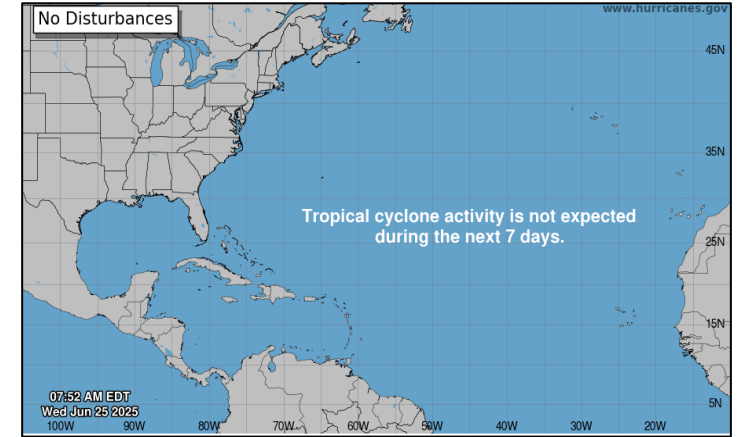 No Disturbances
www.hurricanes.gov
45N
35N
Tropical cyclone activity is not expected
during the next 7 days.
25N
15N
07:52 AM EDT
Wed Jun 25 2025
5N
100W 90W 80W 70W 60W 50W 40W 30W 20W